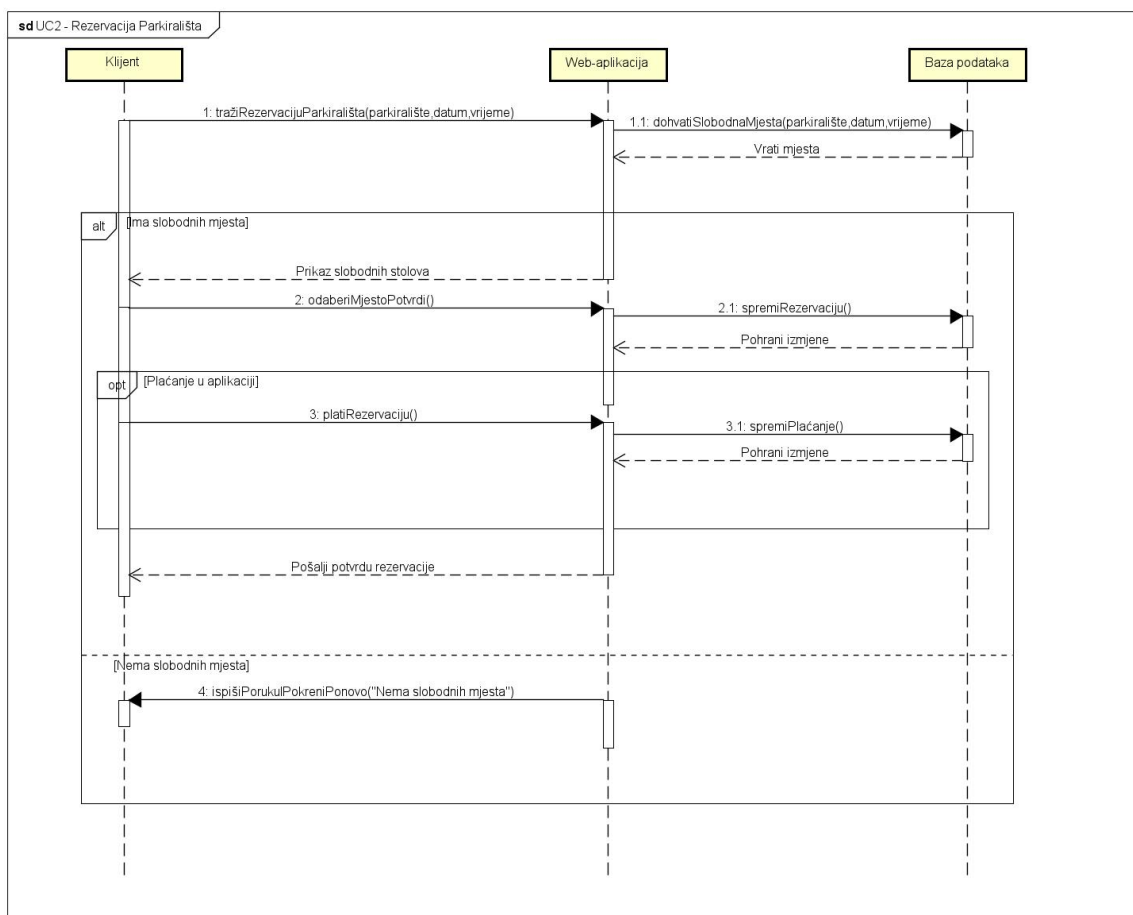 sd UC2 - Rezervacija Parkirališta
Klijent
Web-aplikacija
Baza podataka
1: tražiRezervacijuParkirališta(parkiralište,datum,vrijeme)
1.1: dohvatiSlobodnaMjesta(parkiralište,datum,vrijeme)
Vrati mjesta
alt
[Ima slobodnih mjesta]
Prikaz slobodnih stolova
2: odaberiMjestoPotvrdi()
2.1: spremiRezervaciju()
Pohrani izmjene
opt
[Plaćanje u aplikaciji]
3: platiRezervaciju()
3.1: spremiPlaćanje()
Pohrani izmjene
Pošalji potvrdu rezervacije
[Nema slobodnih mjesta]
4: ispišiPorukuIPokreniPonovo("Nema slobodnih mjesta")